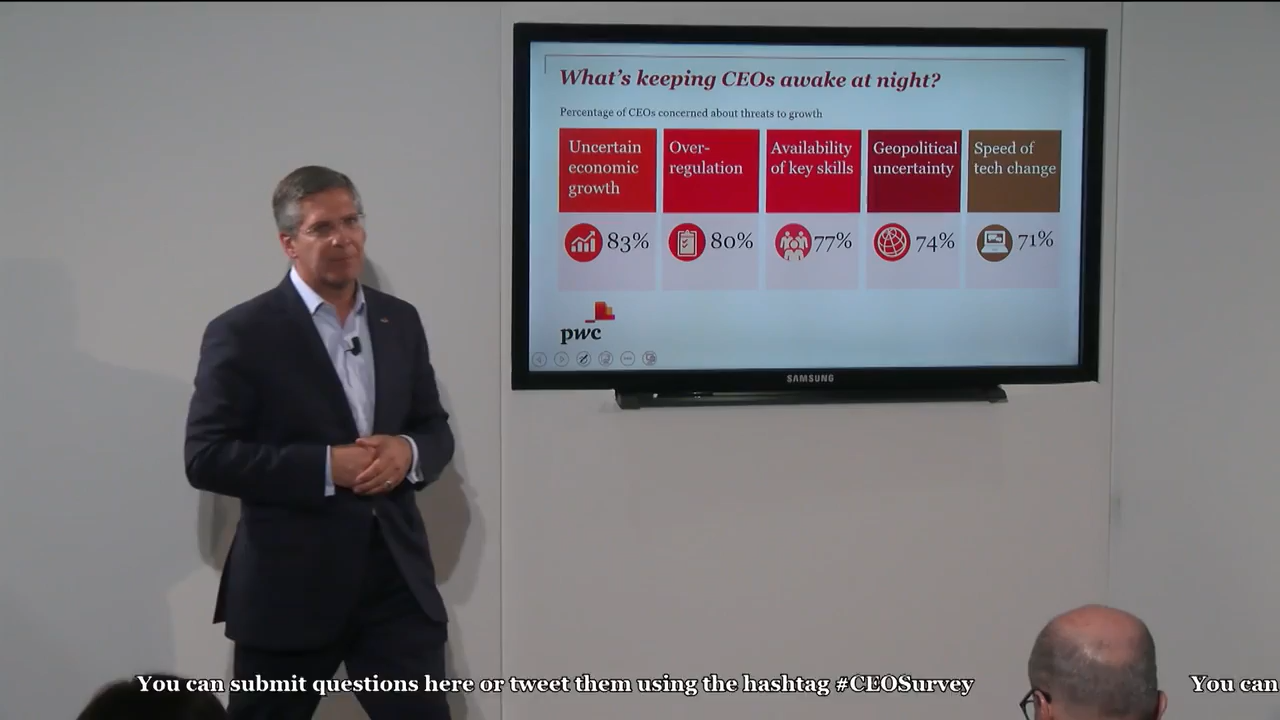 What's keeping CEOs awake at night?
Percentage of CEOs concerned about threats to growth
Uncertain
economic
growth
83%
Over-
regulation
80%
Availability
of key skills
77%
Geopolitical
uncertainty
74%
Speed of
tech change
71%
pwc
SAMSUNG
You can submit questions here or tweet them using the hashtag #CEOSurvey
You can